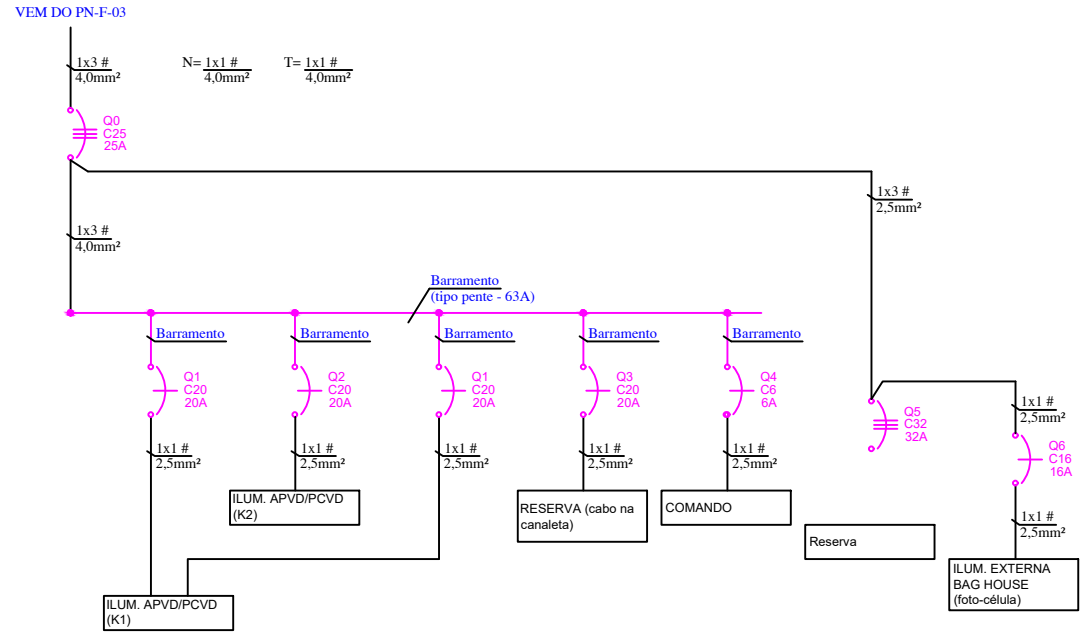 VEM DO PN-F-03
1x3 #
4,0mm²
N= 1x1 #
4,0mm²
T= 1x1 #
4,0mm²
Q0
C25
25A
1x3 #
2,5mm²
1x3 #
4,0mm²
Barramento
(tipo pente - 63A)
Barramento
Barramento
Barramento
Barramento
Barramento
Q1
C20
20A
Q2
C20
20A
Q1
C20
20A
Q3
C20
20A
Q4
C6
6A
Q5
C32
32A
1x1 #
2,5mm²
Q6
C16
16A
1x1 #
2,5mm²
1x1 #
2,5mm²
1x1 #
2,5mm²
1x1 #
2,5mm²
1x1 #
2,5mm²
ILUM. APVD/PCVD
(K2)
RESERVA (cabo na
canaleta)
COMANDO
1x1 #
2,5mm²
Reserva
ILUM. EXTERNA
BAG HOUSE
(foto-célula)
ILUM. APVD/PCVD
(K1)